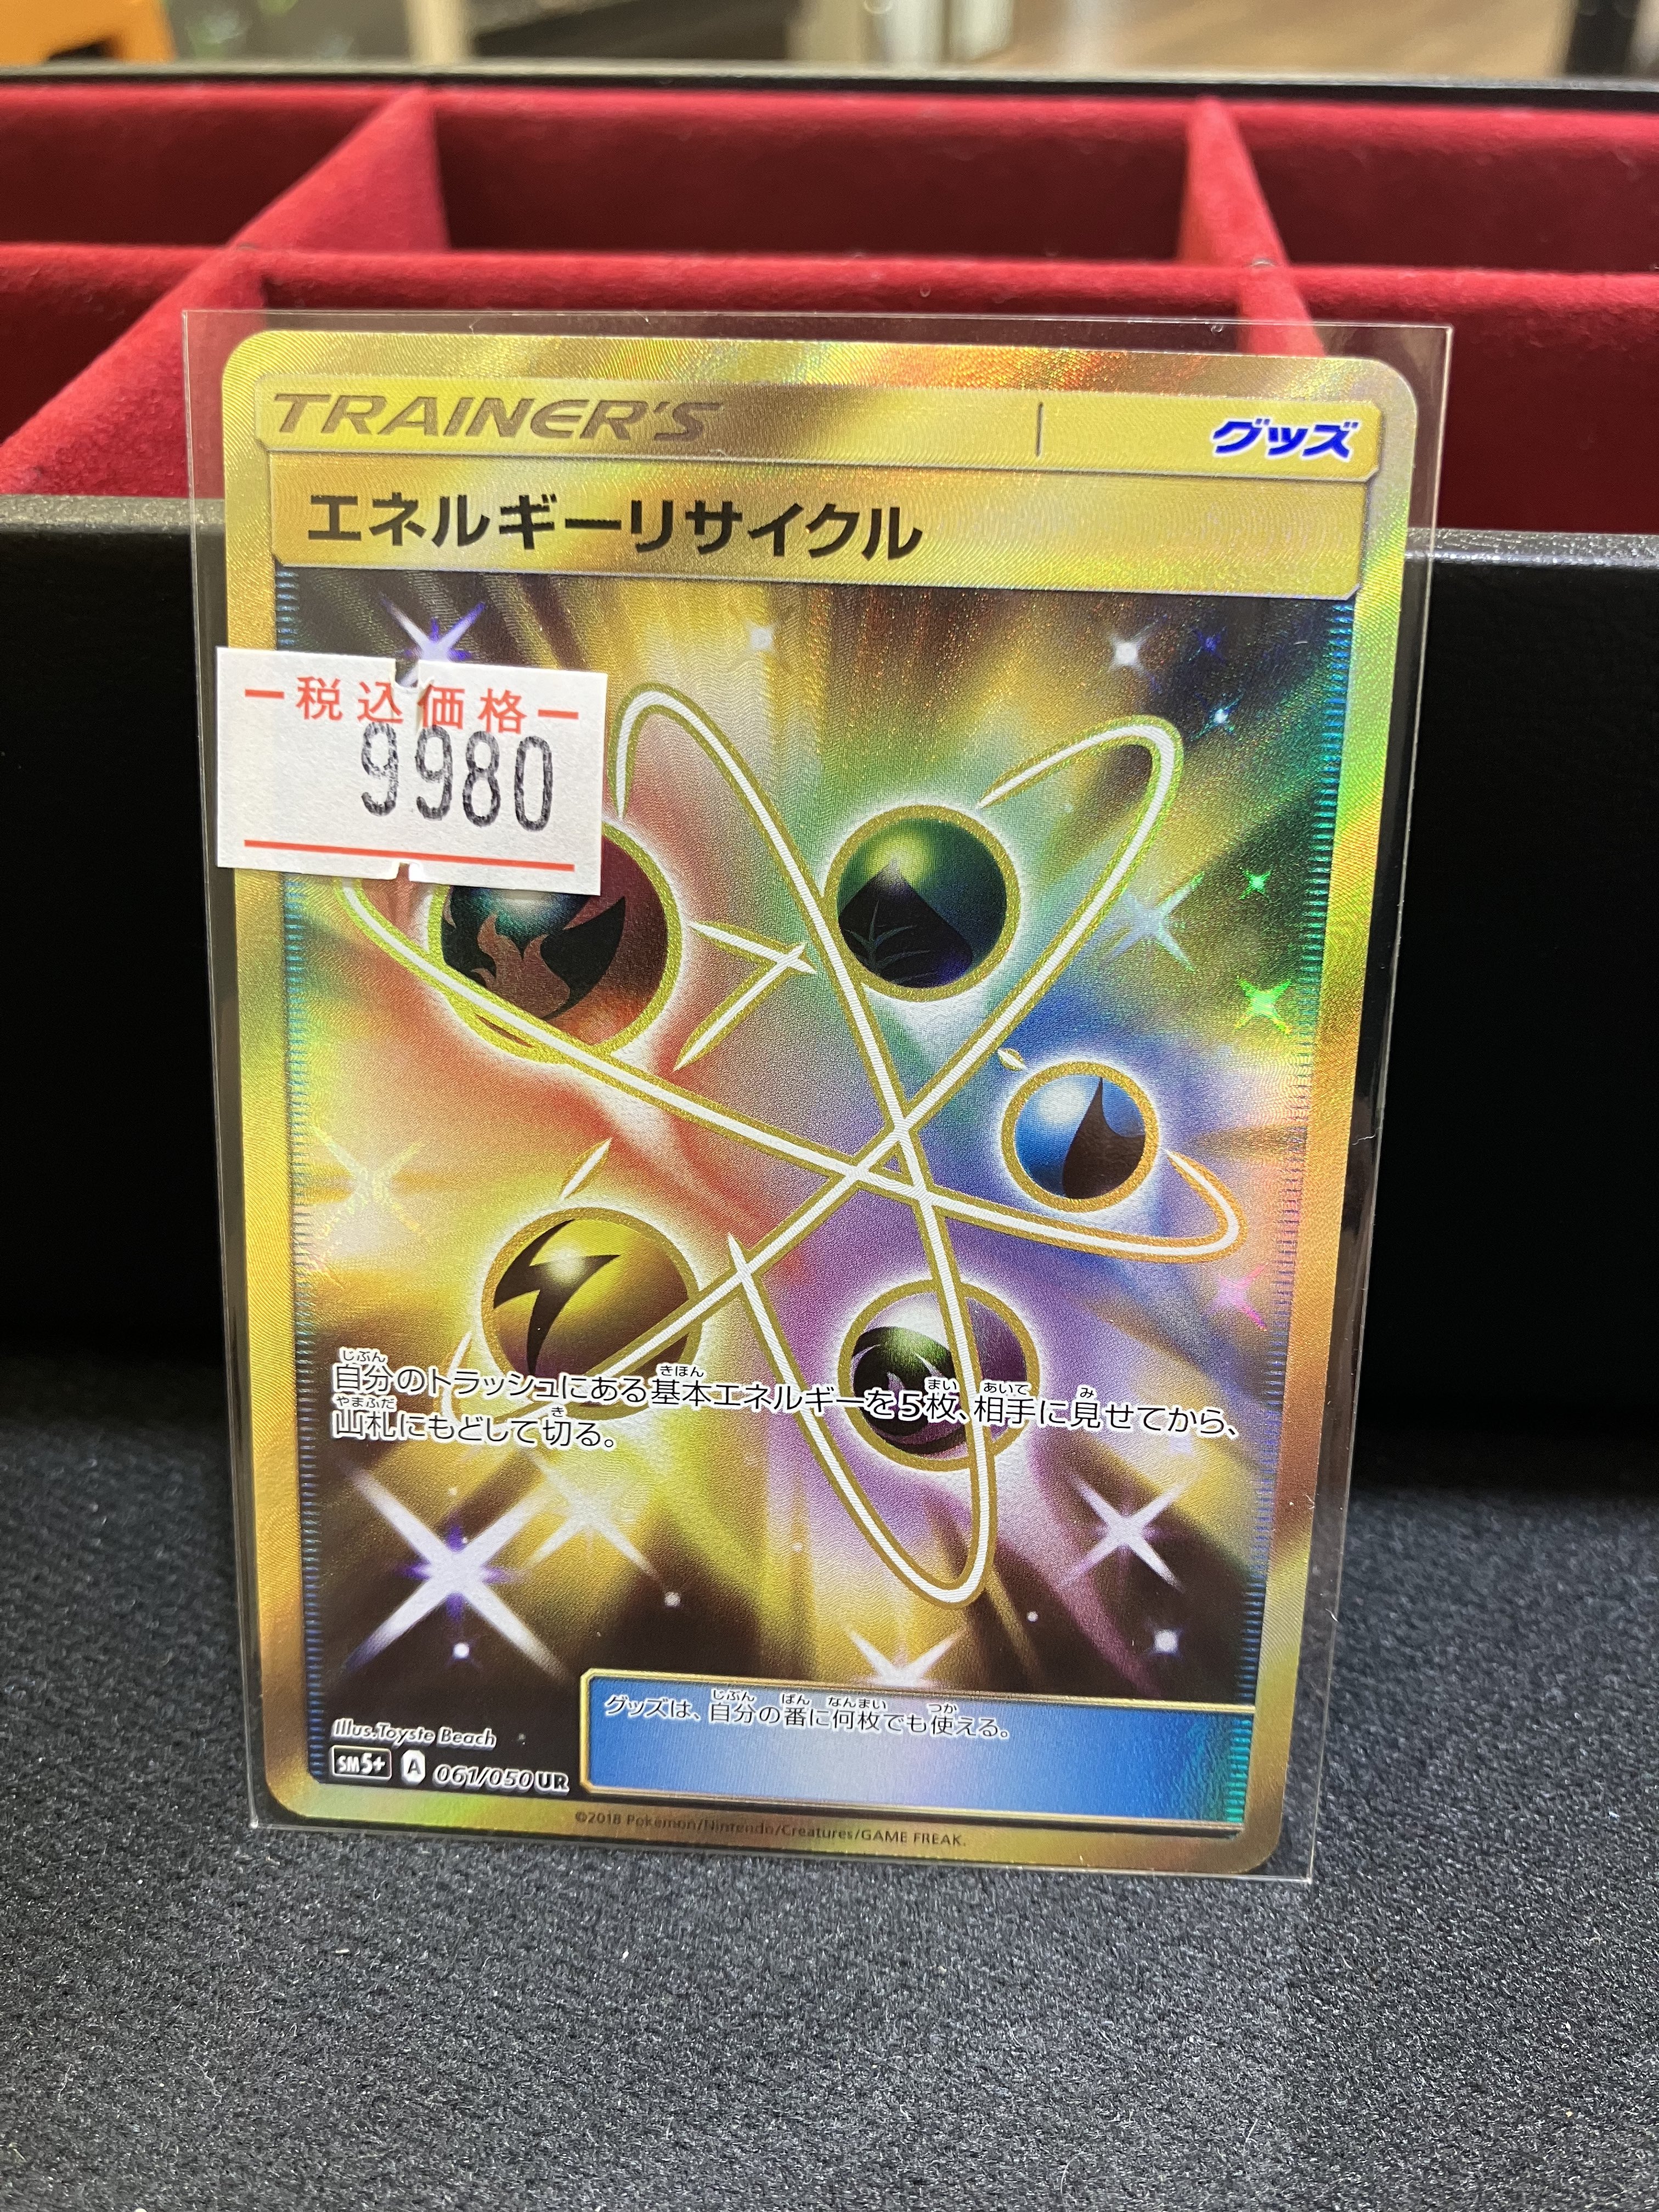 TRAINER'S
グッズ
エネルギーリサイクル
税込価格
9980
自分のトラッシュにある基本エネルギーを5枚、相手に見せてから、
山札にもどして切る。
グッズは、自分の番に何枚でも使える。
Illus.Toyste Beach
SM5+ A 061/050 UR
©2018 Pokémon/Nintendo/Creatures/GAME FREAK.